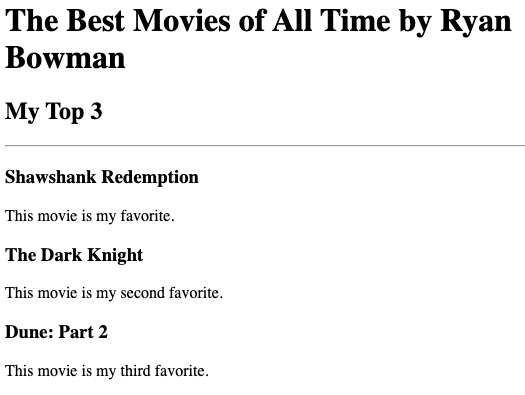 The Best Movies of All Time by Ryan
Bowman
My Top 3
Shawshank Redemption
This movie is my favorite.
The Dark Knight
This movie is my second favorite.
Dune: Part 2
This movie is my third favorite.